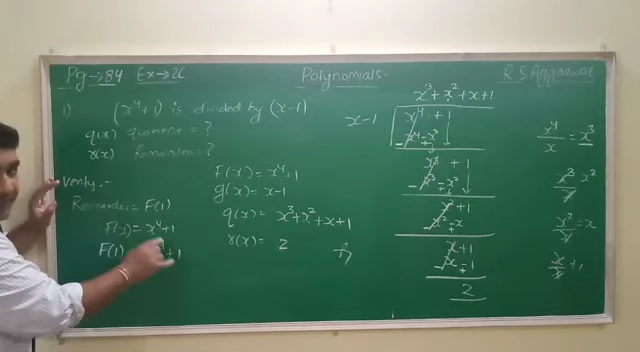 Pg→84 Ex→2C
Polynomials.
R S Aggarwal
1) (x⁴+1) is divided by (x-1)
q(x) quotient = ?
r(x) Remainder = ?
Verify:-
Remainder = F(1)
F(x) = x⁴+1
F(1)
+1
F(x) = x⁴+1
g(x) = x-1
q(x) = x³+x²+x+1
r(x) = 2
x³+x²+x+1
x-1
x⁴ + 1
-x⁴+x³
x³ + 1
-x³+x²
x²+1
-x²-x
x+1
-x-1
2
x⁴/x = x³
x³/x x²
x²/x = x
x/x +1